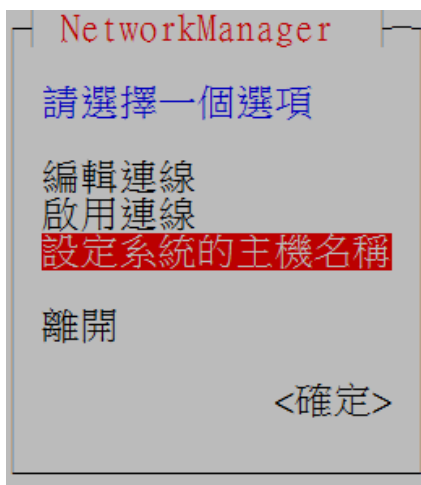 NetworkManager
請選擇一個選項
編輯連線
啟用連線
設定系統的主機名稱
離開
<確定>